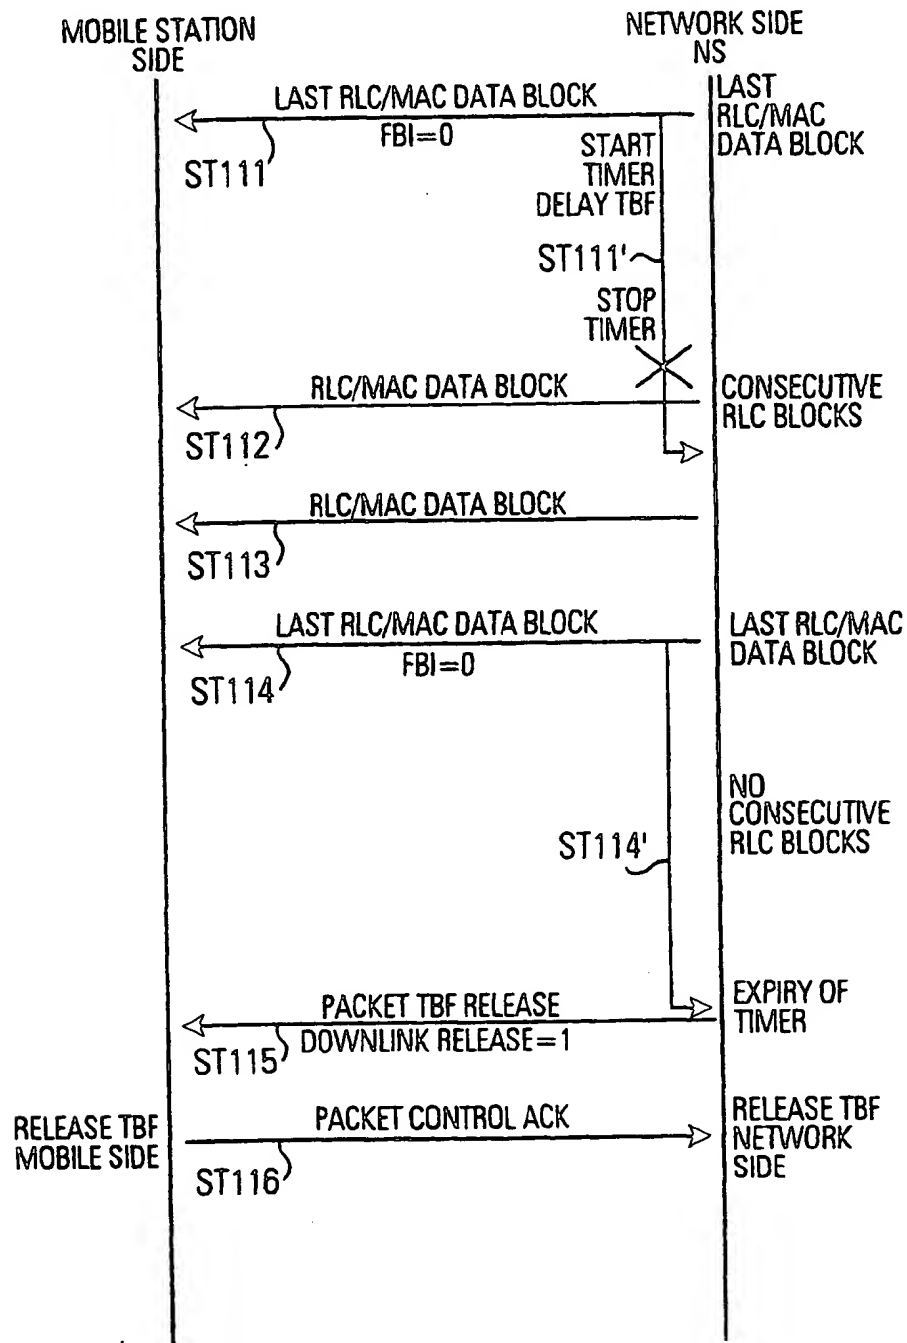 MOBILE STATION
SIDE
NETWORK SIDE
NS
LAST RLC/MAC DATA BLOCK
FBI=0
ST111
LAST
RLC/MAC
DATA BLOCK
START
TIMER
DELAY TBF
ST111'
STOP
TIMER
RLC/MAC DATA BLOCK
ST112
CONSECUTIVE
RLC BLOCKS
RLC/MAC DATA BLOCK
ST113
LAST RLC/MAC DATA BLOCK
FBI=0
ST114
LAST RLC/MAC
DATA BLOCK
NO
CONSECUTIVE
RLC BLOCKS
ST114'
PACKET TBF RELEASE
DOWNLINK RELEASE=1
ST115
EXPIRY OF
TIMER
RELEASE TBF
MOBILE SIDE
PACKET CONTROL ACK
ST116
RELEASE TBF
NETWORK
SIDE